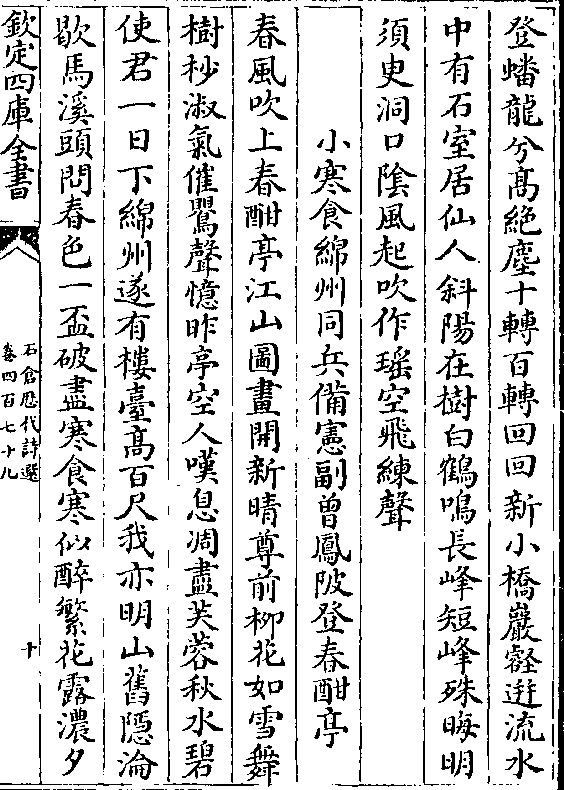 登蟠龍兮髙絶塵十轉百轉回回新小橋巖壑逰流水
中有石室居仙人斜陽在樹白鶴鳴長峰短峰殊晦明
須㬰洞口隂風起吹作瑶空飛練聲
小寒食綿州同兵備憲副曾鳳陂登春酣亭
春風吹上春酣亭江山圖畫開新晴尊前柳花如雪舞
樹杪淑氣催鸎聲憶昨亭空人嘆息凋盡芙蓉秋水碧
使君一日下綿州遂有樓臺髙百尺我亦明山舊隠淪
歇馬溪頭問春色一盃破盡寒食寒似醉繁花露濃夕
欽定四庫全書
石倉歴代詩選
卷四百七十九
十